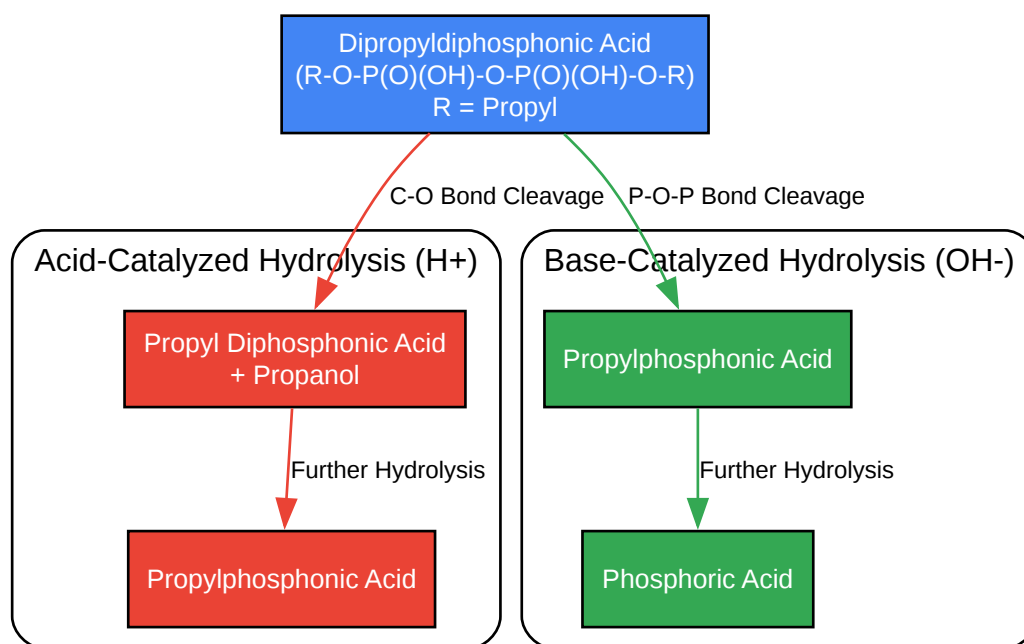 Dipropyldiphosphonic Acid
(R-O-P(O)(OH)-O-P(O)(OH)-O-R)
R = Propyl
C-O Bond Cleavage
P-O-P Bond Cleavage
Acid-Catalyzed Hydrolysis (H+)
Base-Catalyzed Hydrolysis (OH-)
Propyl Diphosphonic Acid
+ Propanol
Propylphosphonic Acid
Further Hydrolysis
Further Hydrolysis
Propylphosphonic Acid
Phosphoric Acid